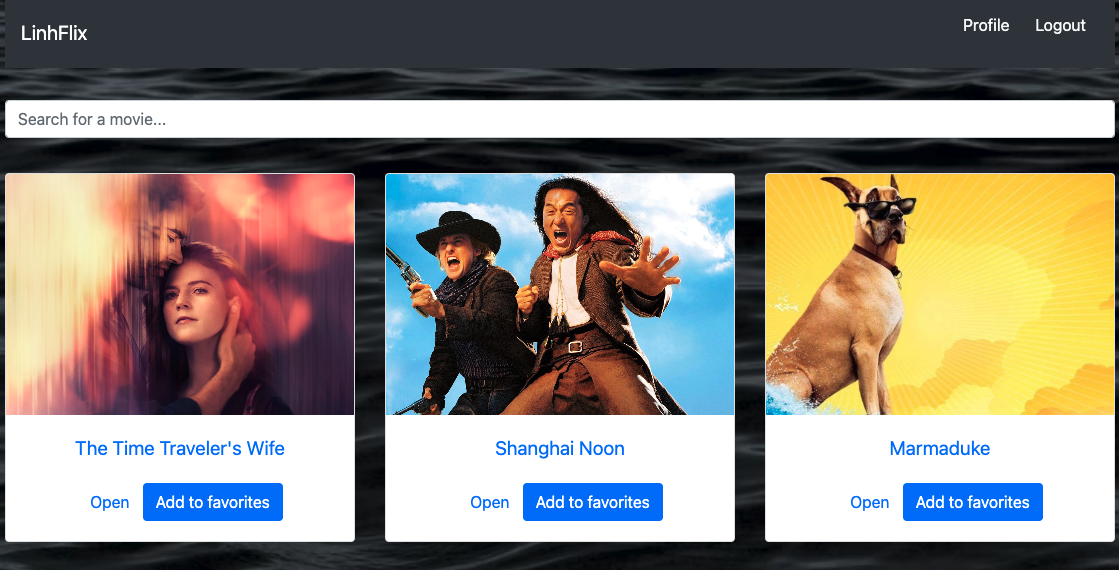 LinhFlix Profile Logout
Search for a movie...
The Time Traveler's Wife
Open Add to favorites
Shanghai Noon
Open Add to favorites
Marmaduke
Open Add to favorites